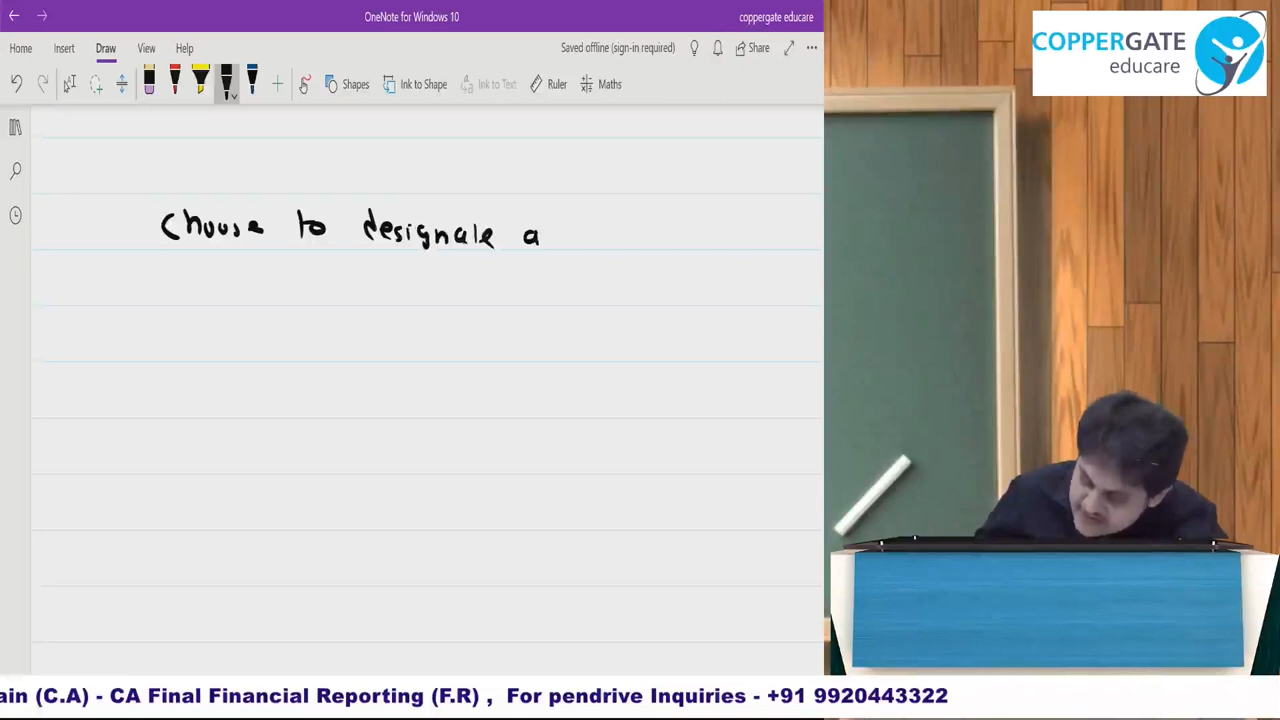 OneNote for Windows 10
coppergate educare
Home Insert Draw View Help
Saved offline (sign-in required)
Share
Shapes Ink to Shape Ink to Text Ruler Maths
COPPERGATE
educare
choose to designate a
ain (C.A) - CA Final Financial Reporting (F.R) , For pendrive Inquiries - +91 9920443322